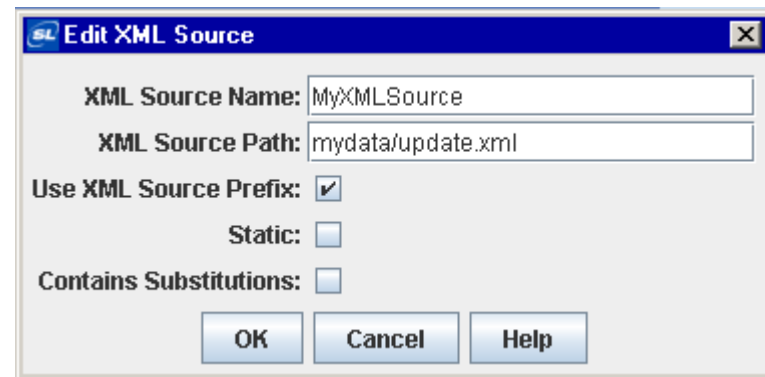 SL Edit XML Source
XML Source Name: MyXMLSource
XML Source Path: mydata/update.xml
Use XML Source Prefix:
Static:
Contains Substitutions:
OK Cancel Help